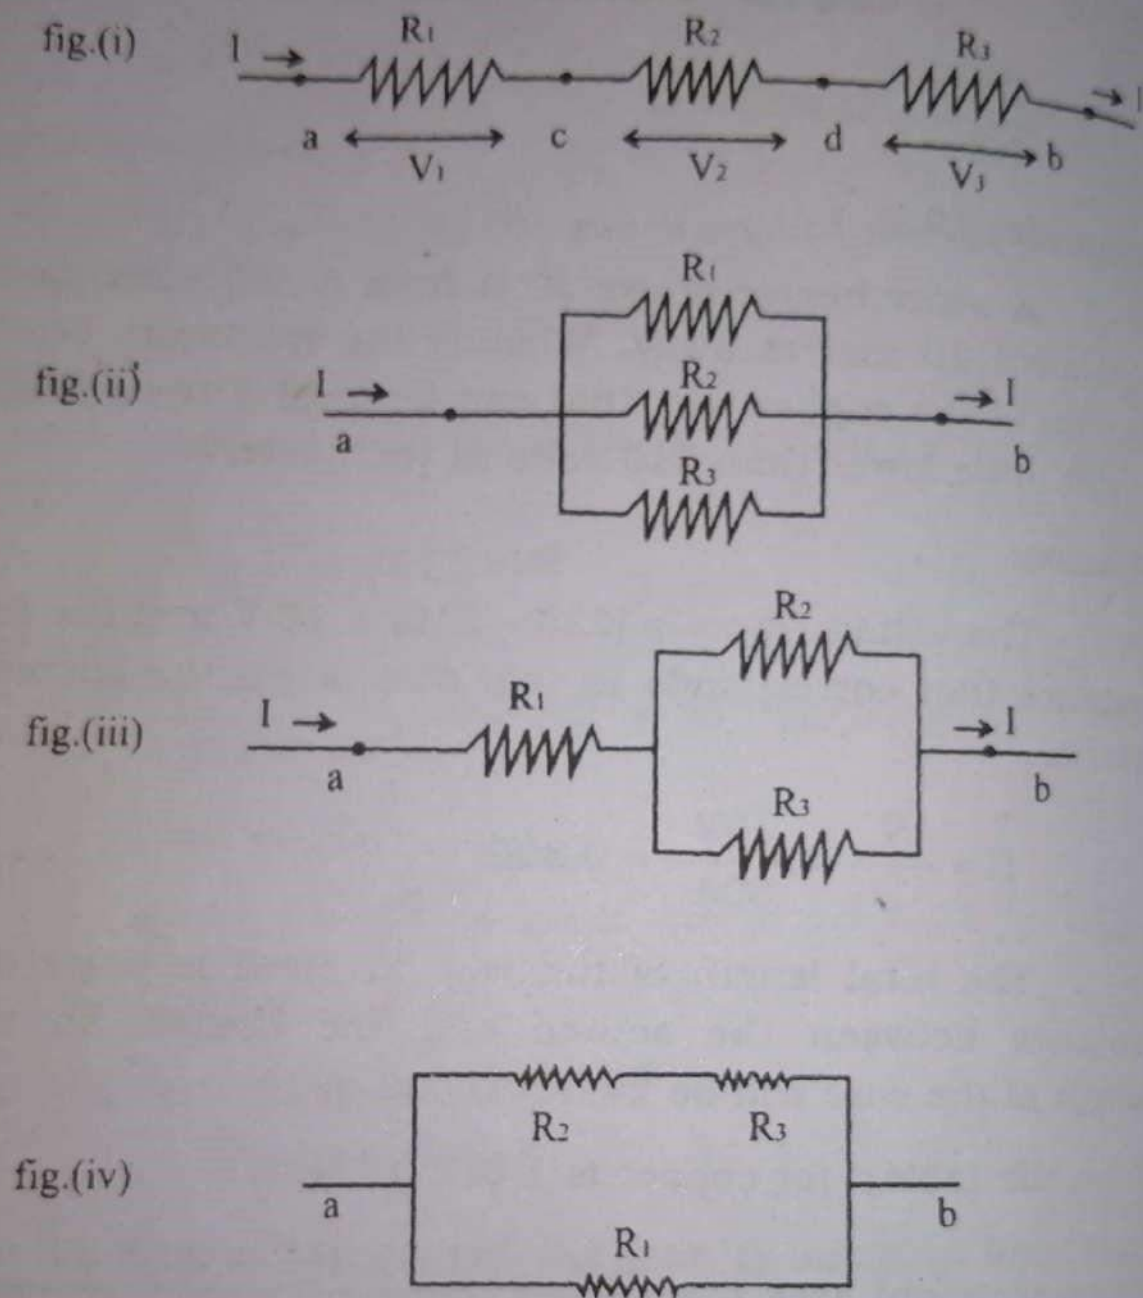 fig.(i) I R1 R2 R3 I
a V1 c V2 d V3 b
R1
fig.(ii) I R2 I
a R3 b
R2
fig.(iii) I R1 I
a R3 b
R2 R3
fig.(iv) a b
R1